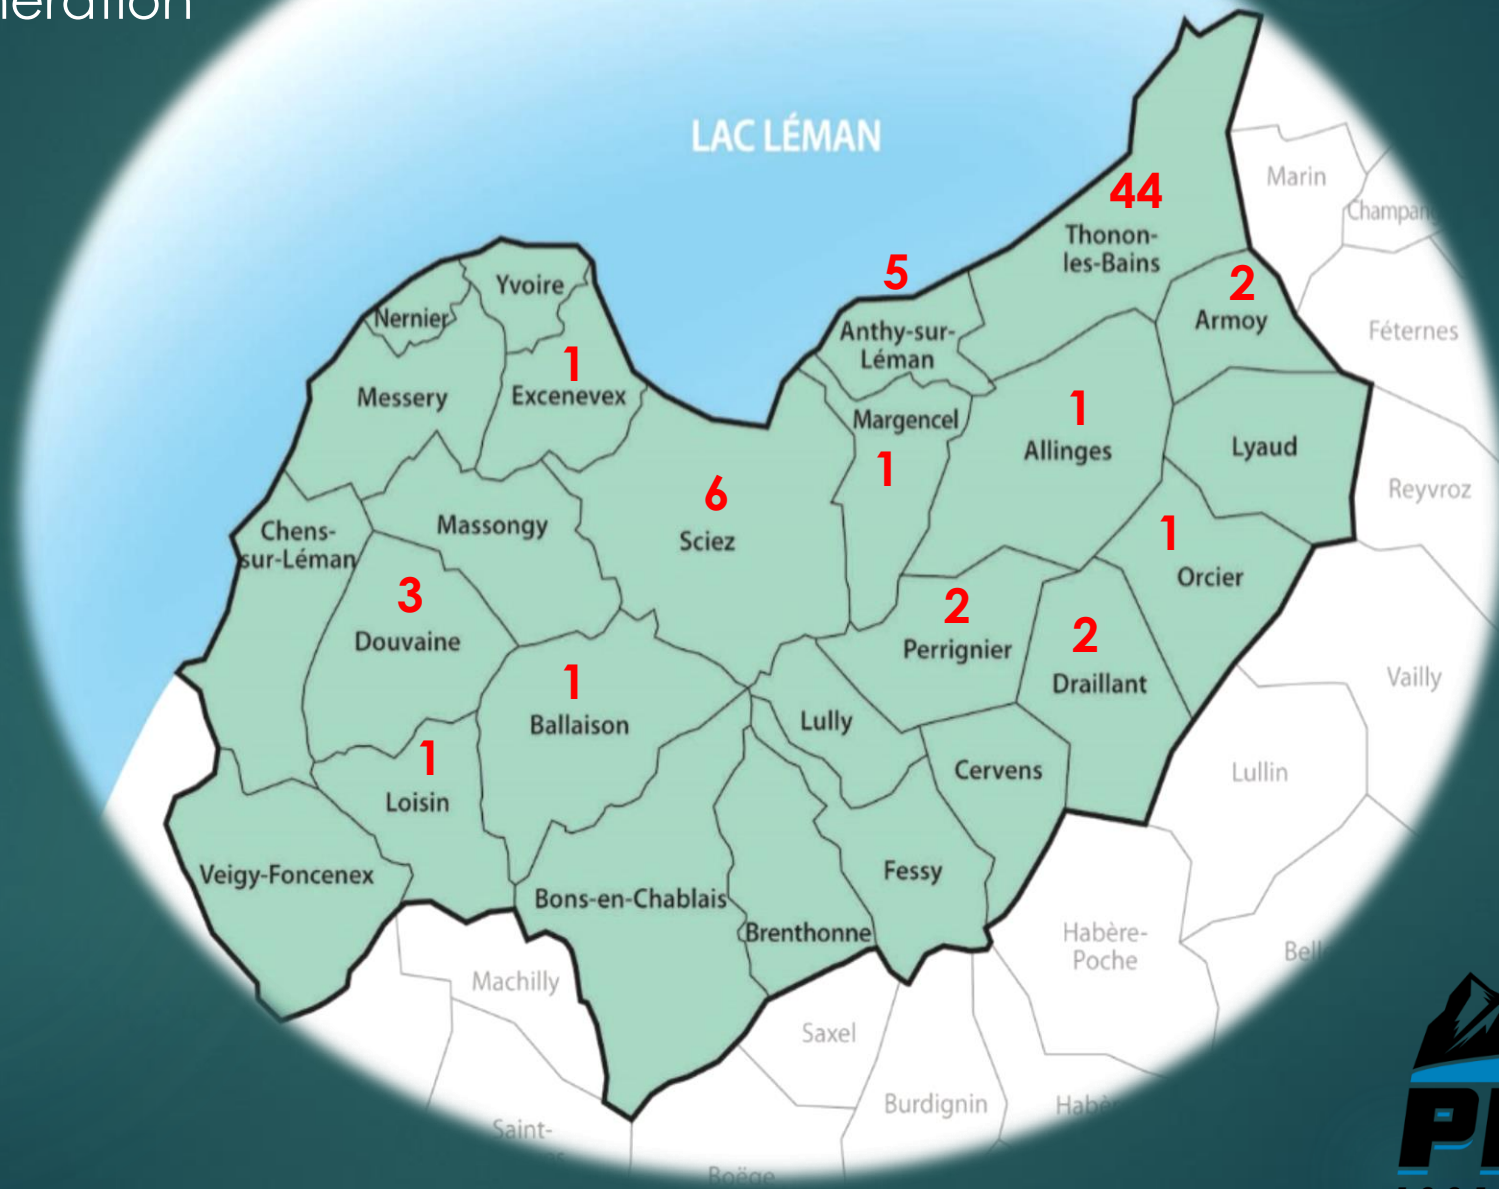 LAC LÉMAN
44
Marin
Thonon-
les-Bains
5
2
Yvoire
Armoy
Nernier
Anthy-sur-
Léman
Féternes
1
Excenevex
Messery
1
Margencel
Allinges
Lyaud
1
6
Reyvroz
Massongy
Chens-
sur-Léman
Sciez
1
Orcier
3
2
2
Douvaine
Perrignier
Draillant
Vailly
1
Ballaison
Lully
1
Loisin
Cervens
Lullin
Veigy-Foncenex
Fessy
Bons-en-Chablais
Brenthonne
Habère-
Poche
Machilly
Saxel
Burdignin
Saint-
Boëge